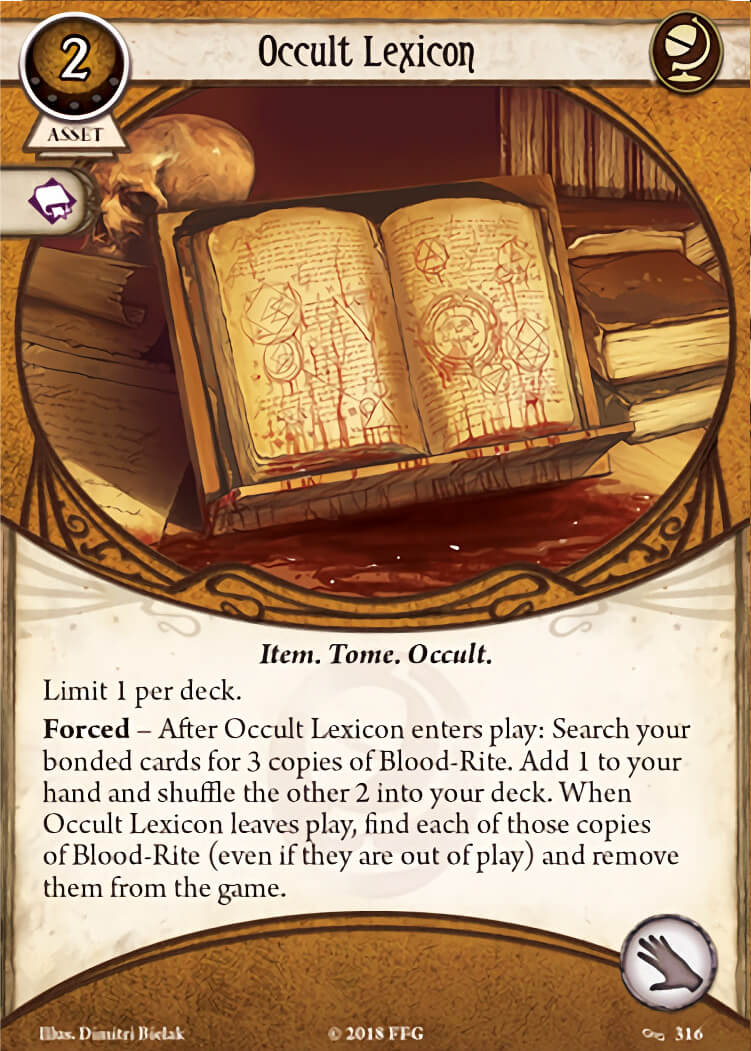 2
Occult Lexicon
ASSET
Item. Tome. Occult.
Limit 1 per deck.
Forced – After Occult Lexicon enters play: Search your
bonded cards for 3 copies of Blood-Rite. Add 1 to your
hand and shuffle the other 2 into your deck. When
Occult Lexicon leaves play, find each of those copies
of Blood-Rite (even if they are out of play) and remove
them from the game.
Illus. Dimitri Bielak
© 2018 FFG
316